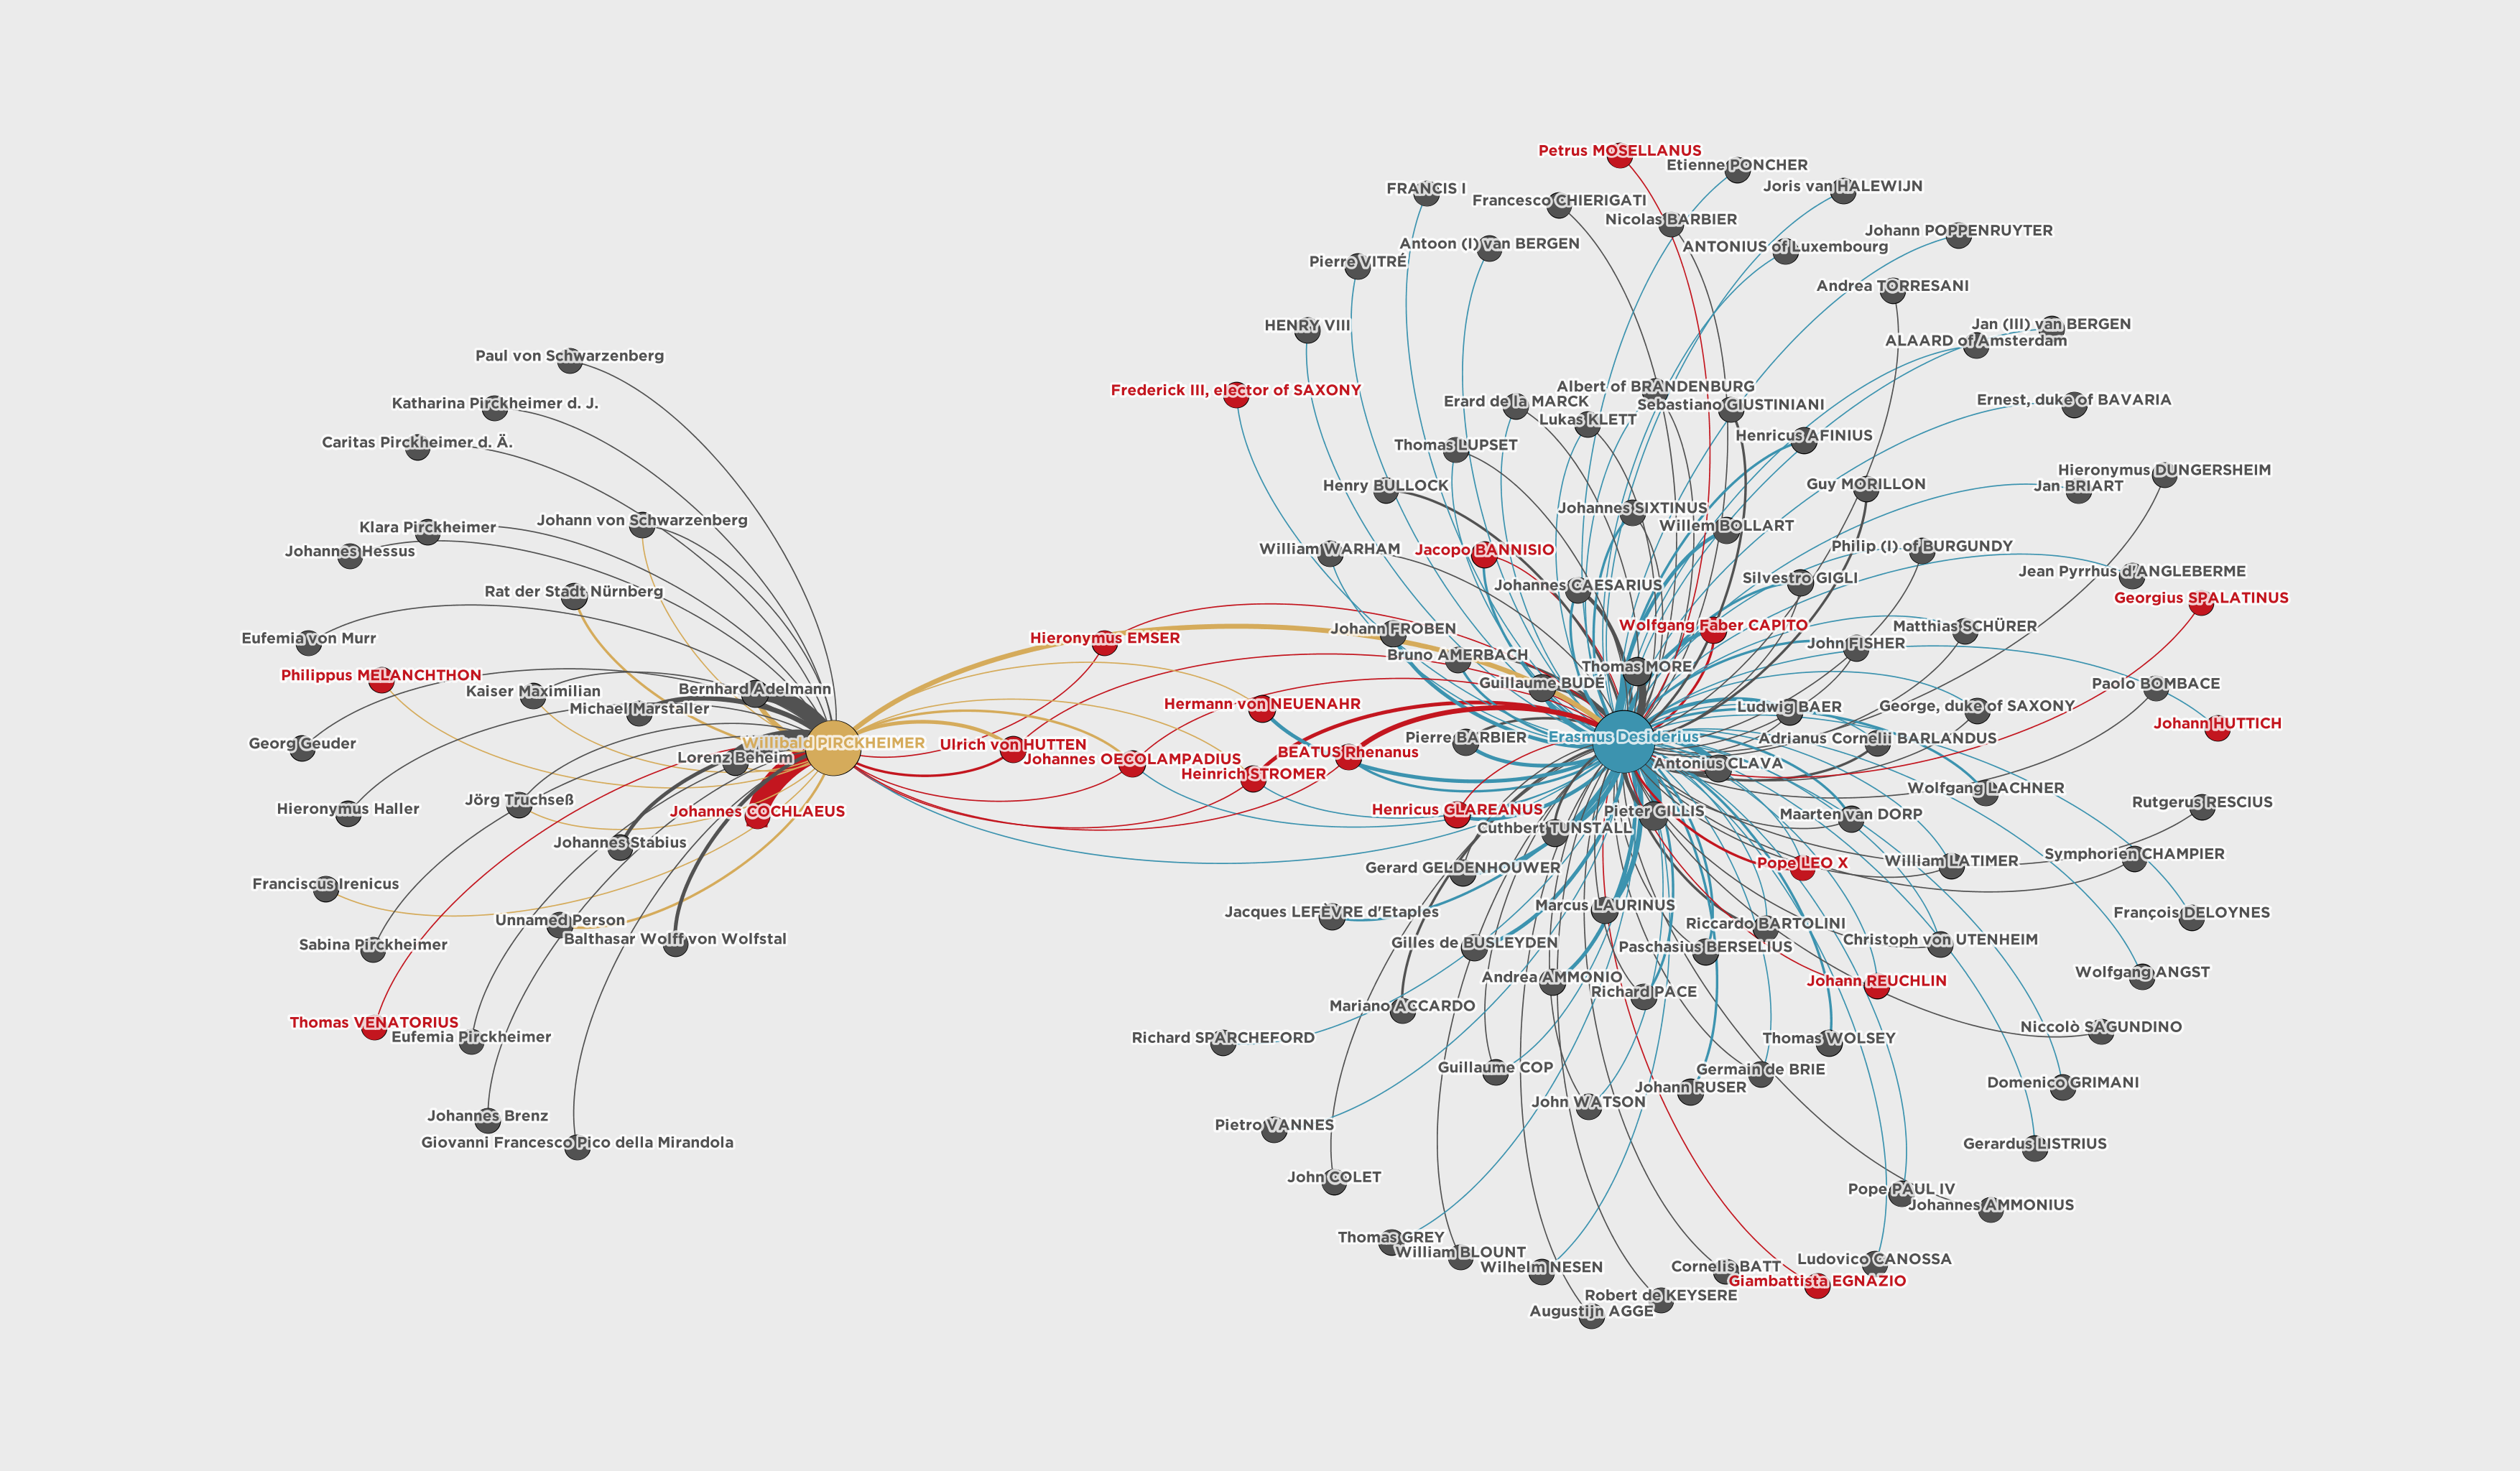 Petrus MOSELLANUS
Etienne PONCHER
FRANCIS I
Joris van HALEWIJN
Francesco CHIERIGATI
Nicolas BARBIER
Johann POPPENRUYTER
Antoon (I) van BERGEN
ANTONIUS of Luxembourg
Pierre VITRÉ
Andrea TORRESANI
HENRY VIII
Jan (III) van BERGEN
ALAARD of Amsterdam
Paul von Schwarzenberg
Frederick III, elector of SAXONY
Albert of BRANDENBURG
Katharina Pirckheimer d. J.
Erard de la MARCK
Sebastiano GIUSTINIANI
Ernest, duke of BAVARIA
Lukas KLETT
Caritas Pirckheimer d. Ä.
Thomas LUPSET
Henricus AFINIUS
Hieronymus DUNGERSHEIM
Henry BULLOCK
Guy MORILLON
Jan BRIART
Johannes SIXTINUS
Klara Pirckheimer
Johann von Schwarzenberg
Willem BOLLART
Johannes Hessus
William WARHAM
Jacopo BANNISIO
Philip (I) of BURGUNDY
Jean Pyrrhus d'ANGLEBERME
Rat der Stadt Nürnberg
Johannes CAESARIUS
Silvestro GIGLI
Georgius SPALATINUS
Eufemia von Murr
Hieronymus EMSER
Johann FROBEN
Wolfgang Faber CAPITO
Matthias SCHÜRER
John FISHER
Bruno AMERBACH
Thomas MORE
Philippus MELANCHTHON
Kaiser Maximilian
Bernhard Adelmann
Guillaume BUDÉ
Paolo BOMBACE
Michael Marstaller
Hermann von NEUENAHR
Ludwig BAER
George, duke of SAXONY
Johann HUTTICH
Georg Geuder
Willibald PIRCKHEIMER
Ulrich von HUTTEN
Pierre BARBIER
Erasmus Desiderius
Adrianus Cornelii BARLANDUS
Lorenz Beheim
Johannes OECOLAMPADIUS
BEATUS Rhenanus
Antonius CLAVA
Heinrich STROMER
Wolfgang LACHNER
Hieronymus Haller
Jörg Truchseß
Johannes COCHLAEUS
Henricus GLAREANUS
Pieter GILLIS
Maarten van DORP
Rutgerus RESCIUS
Cuthbert TUNSTALL
Johannes Stabius
Gerard GELDENHOUWER
Pope LEO X
William LATIMER
Symphorien CHAMPIER
Franciscus Irenicus
Jacques LEFÈVRE d'Etaples
Marcus LAURINUS
François DELOYNES
Unnamed Person
Riccardo BARTOLINI
Sabina Pirckheimer
Balthasar Wolff von Wolfstal
Gilles de BUSLEYDEN
Paschasius BERSELIUS
Christoph von UTENHEIM
Wolfgang ANGST
Andrea AMMONIO
Richard PACE
Johann REUCHLIN
Mariano ACCARDO
Thomas VENATORIUS
Eufemia Pirckheimer
Richard SPARCHEFORD
Thomas WOLSEY
Niccolò SAGUNDINO
Guillaume COP
Germain de BRIE
Johann RUSER
Domenico GRIMANI
John WATSON
Johannes Brenz
Pietro VANNES
Giovanni Francesco Pico della Mirandola
Gerardus LISTRIUS
John COLET
Pope PAUL IV
Johannes AMMONIUS
Thomas GREY
William BLOUNT
Wilhelm NESEN
Cornelis BATT
Ludovico CANOSSA
Giambattista EGNAZIO
Robert de KEYSERE
Augustijn AGGE